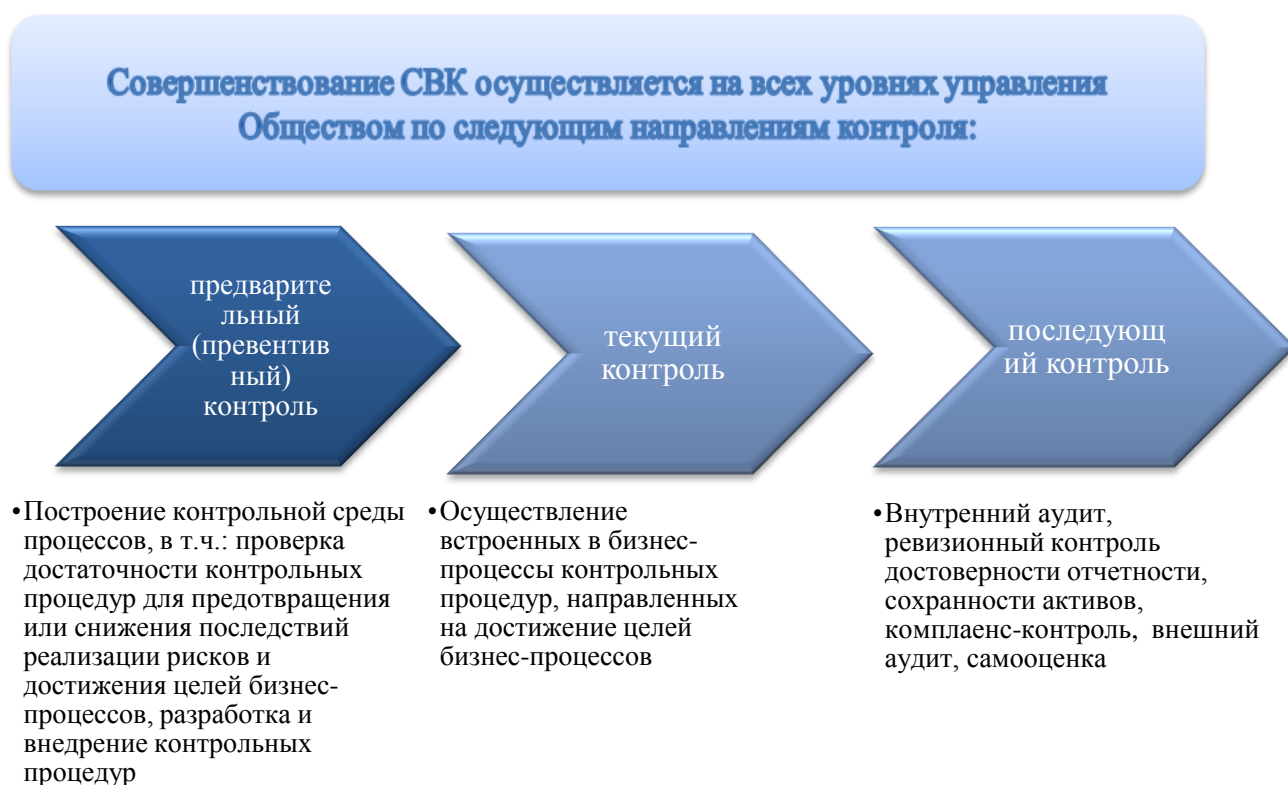 Совершенствование СВК осуществляется на всех уровнях управления
Обществом по следующим направлениям контроля:
предварите
льный
(превентив
ный)
контроль
текущий
контроль
последующ
ий контроль
•Построение контрольной среды
процессов, в т.ч.: проверка
достаточности контрольных
процедур для предотвращения
или снижения последствий
реализации рисков и
достижения целей бизнес-
процессов, разработка и
внедрение контрольных
процедур
•Осуществление
встроенных в бизнес-
процессы контрольных
процедур, направленных
на достижение целей
бизнес-процессов
•Внутренний аудит,
ревизионный контроль
достоверности отчетности,
сохранности активов,
комплаенс-контроль, внешний
аудит, самооценка